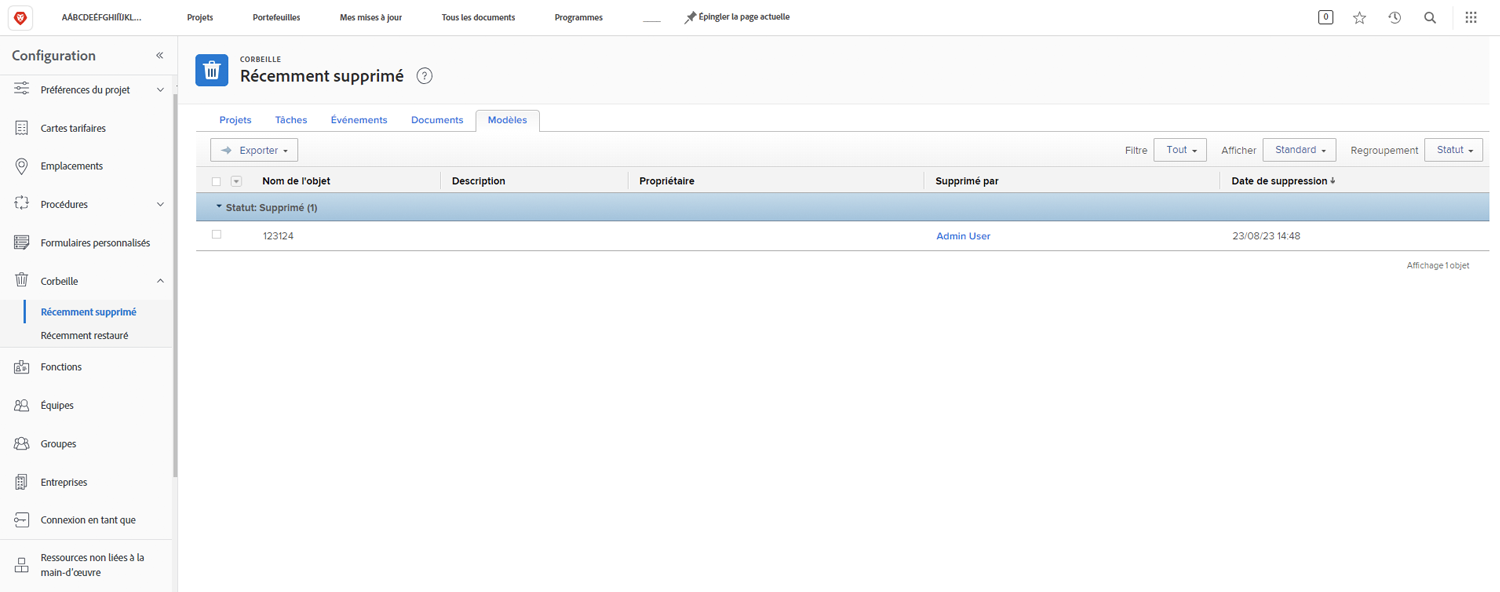 AÁBCDEÉFGHIÍÏJKL...
Projets
Portefeuilles
Mes mises à jour
Tous les documents
Programmes
Épingler la page actuelle
0
Configuration
Préférences du projet
Cartes tarifaires
Emplacements
Procédures
Formulaires personnalisés
Corbeille
Récemment supprimé
Récemment restauré
Fonctions
Équipes
Groupes
Entreprises
Connexion en tant que
Ressources non liées à la
main-d'œuvre
CORBEILLE
Récemment supprimé ?
Projets Tâches Événements Documents Modèles
Exporter
Filtre Tout Afficher Standard Regroupement Statut
Nom de l'objet Description Propriétaire Supprimé par Date de suppression
Statut: Supprimé (1)
123124 Admin User 23/08/23 14:48
Affichage 1 objet